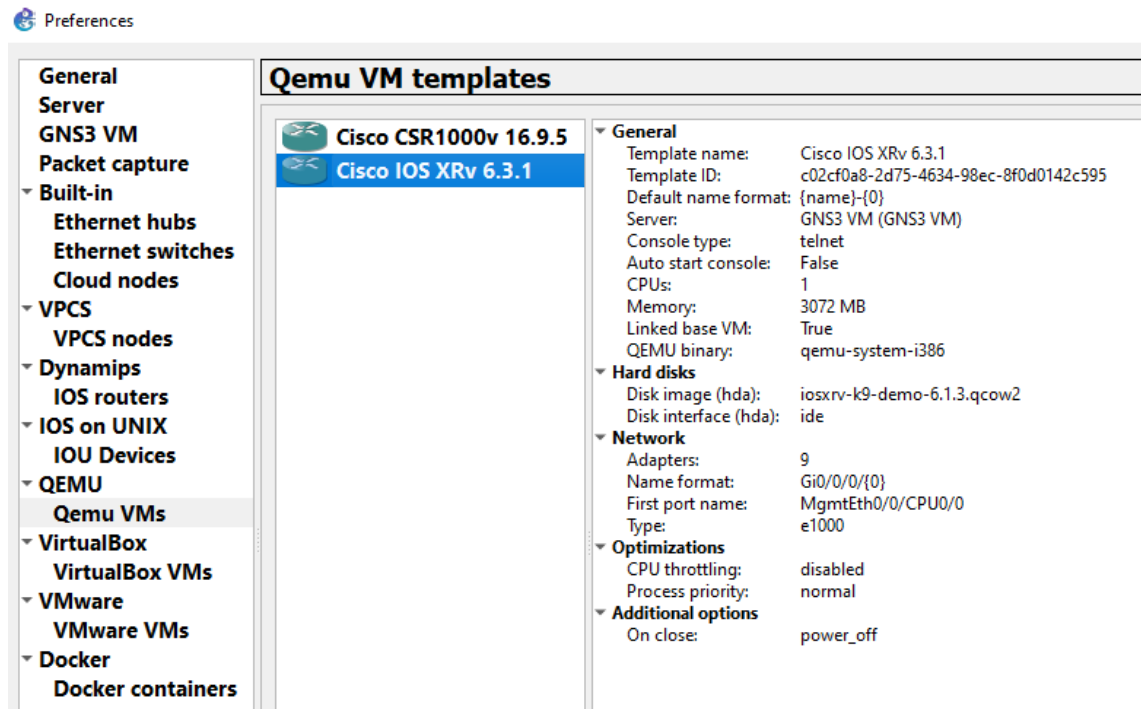 Preferences
General
Server
GNS3 VM
Packet capture
Built-in
Ethernet hubs
Ethernet switches
Cloud nodes
VPCS
VPCS nodes
Dynamips
IOS routers
IOS on UNIX
IOU Devices
QEMU
Qemu VMs
VirtualBox
VirtualBox VMs
VMware
VMware VMs
Docker
Docker containers
Qemu VM templates
Cisco CSR1000v 16.9.5
Cisco IOS XRv 6.3.1
General
Template name: Cisco IOS XRv 6.3.1
Template ID: c02cf0a8-2d75-4634-98ec-8f0d0142c595
Default name format: {name}-{0}
Server: GNS3 VM (GNS3 VM)
Console type: telnet
Auto start console: False
CPUs: 1
Memory: 3072 MB
Linked base VM: True
QEMU binary: qemu-system-i386
Hard disks
Disk image (hda): iosxrv-k9-demo-6.1.3.qcow2
Disk interface (hda): ide
Network
Adapters: 9
Name format: Gi0/0/0/{0}
First port name: MgmtEth0/0/CPU0/0
Type: e1000
Optimizations
CPU throttling: disabled
Process priority: normal
Additional options
On close: power_off